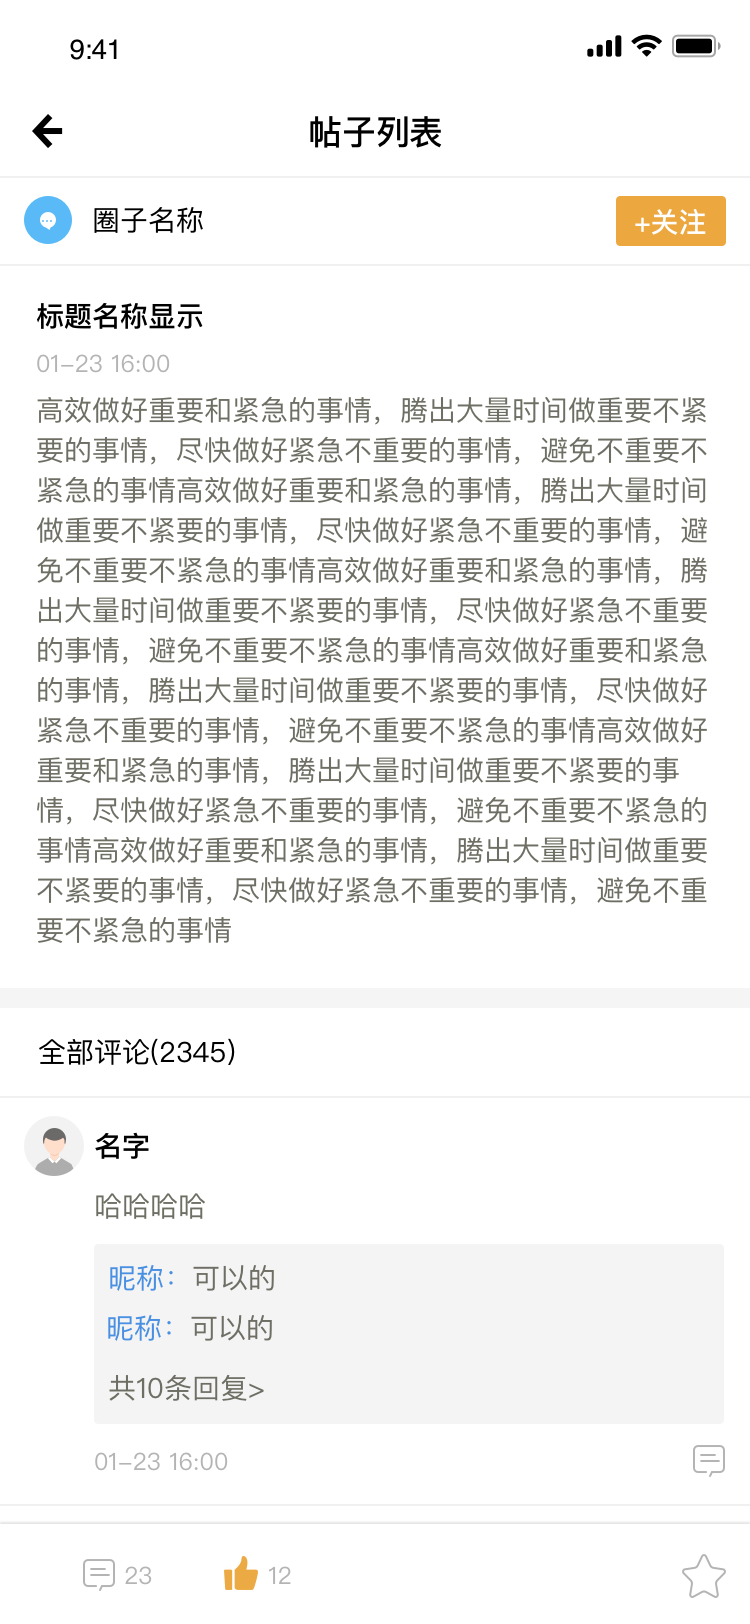 9:41
帖子列表
圈子名称
+关注
标题名称显示
01-23 16:00
高效做好重要和紧急的事情，腾出大量时间做重要不紧
要的事情，尽快做好紧急不重要的事情，避免不重要不
紧急的事情高效做好重要和紧急的事情，腾出大量时间
做重要不紧要的事情，尽快做好紧急不重要的事情，避
免不重要不紧急的事情高效做好重要和紧急的事情，腾
出大量时间做重要不紧要的事情，尽快做好紧急不重要
的事情，避免不重要不紧急的事情高效做好重要和紧急
的事情，腾出大量时间做重要不紧要的事情，尽快做好
紧急不重要的事情，避免不重要不紧急的事情高效做好
重要和紧急的事情，腾出大量时间做重要不紧要的事
情，尽快做好紧急不重要的事情，避免不重要不紧急的
事情高效做好重要和紧急的事情，腾出大量时间做重要
不紧要的事情，尽快做好紧急不重要的事情，避免不重
要不紧急的事情
全部评论(2345)
名字
哈哈哈哈
昵称：可以的
昵称：可以的
共10条回复>
01-23 16:00
23
12